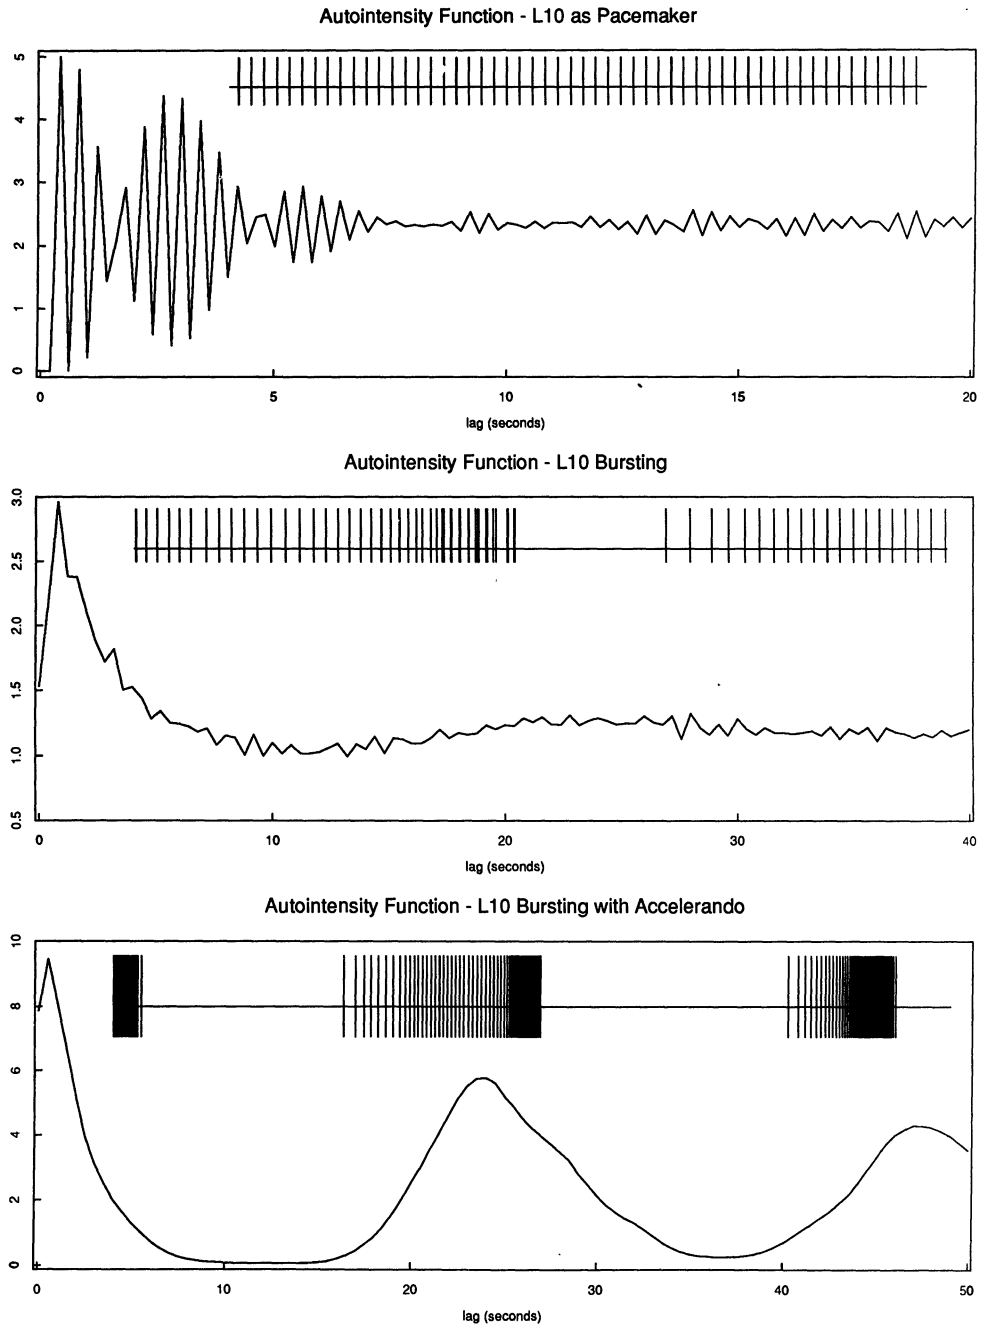 Autointensity Function - L10 as Pacemaker
5
4
3
2
1
0
0 5 10 15 20
lag (seconds)
Autointensity Function - L10 Bursting
3.0
2.5
2.0
1.5
1.0
0.5
0 10 20 30 40
lag (seconds)
Autointensity Function - L10 Bursting with Accelerando
10
8
6
4
2
0
0 10 20 30 40 50
lag (seconds)